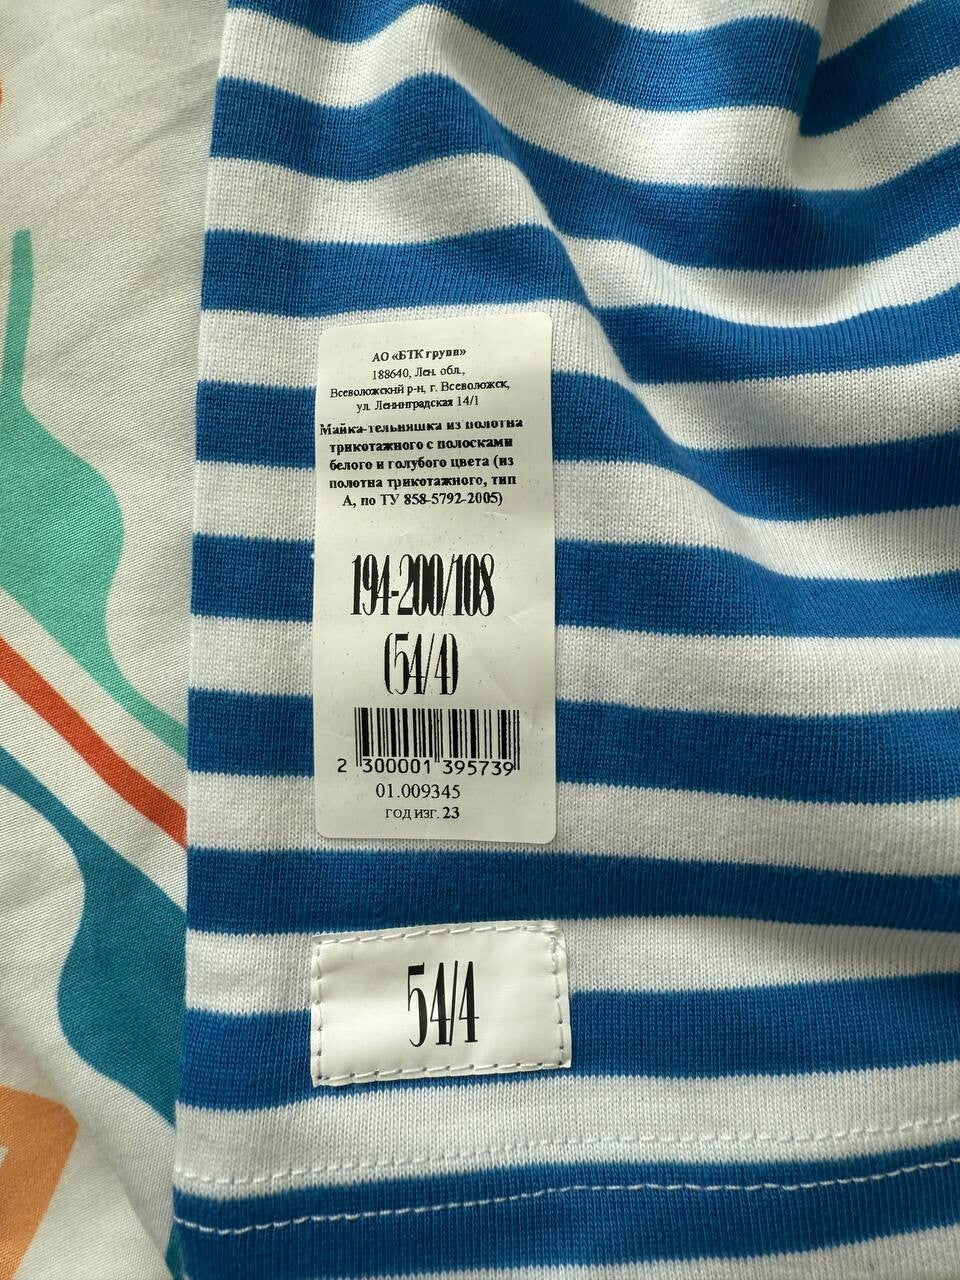 АО «БТК групп»
188640, Лен. обл.,
Всеволожский р-н, г. Всеволожск,
ул. Ленинградская 14/1
Майка-тельняшка из полотна
трикотажного с полосками
белого и голубого цвета (из
полотна трикотажного, тип
А, по ТУ 858-5792-2005)
194-200/108
(54/4)
2 300001 395739
01.009345
ГОД ИЗГ. 23
54/4